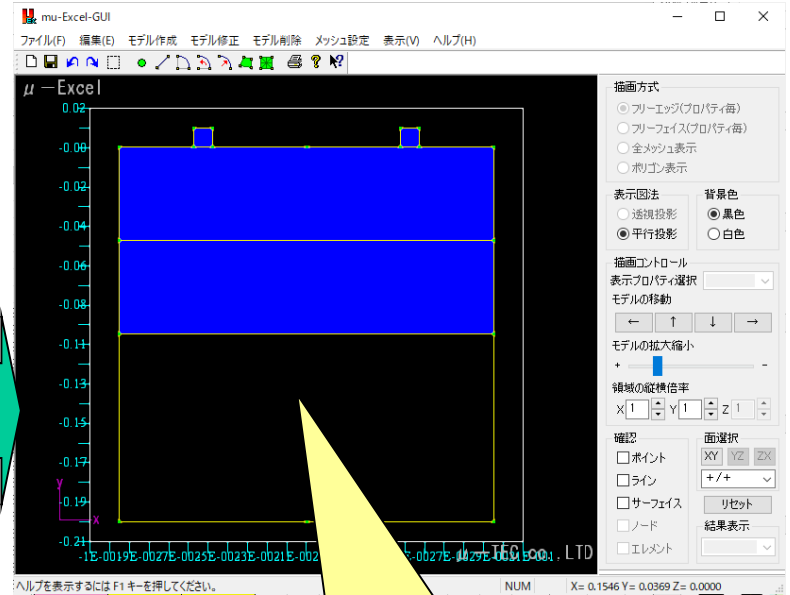 mu-Excel-GUI
ファイル(F) 編集(E) モデル作成 モデル修正 モデル削除 メッシュ設定 表示(V) ヘルプ(H)
μ－Excel
0.02
-0.00
-0.02
-0.04
-0.06
-0.08
-0.11
-0.13
-0.15
-0.17
-0.19
-0.21
y
x
μ－TEC co., LTD
描画方式
フリーエッジ(プロパティ毎)
フリーフェイス(プロパティ毎)
全メッシュ表示
ポリゴン表示
表示図法
透視投影
平行投影
背景色
黒色
白色
描画コントロール
表示プロパティ選択
モデルの移動
← ↑ ↓ →
モデルの拡大縮小
+ -
領域の縦横倍率
X 1 Y 1 Z 1
確認
ポイント
ライン
サーフェイス
ノード
エレメント
面選択
XY YZ ZX
+/+
リセット
結果表示
ヘルプを表示するには F1 キーを押してください。
NUM
X= 0.1546 Y= 0.0369 Z= 0.0000